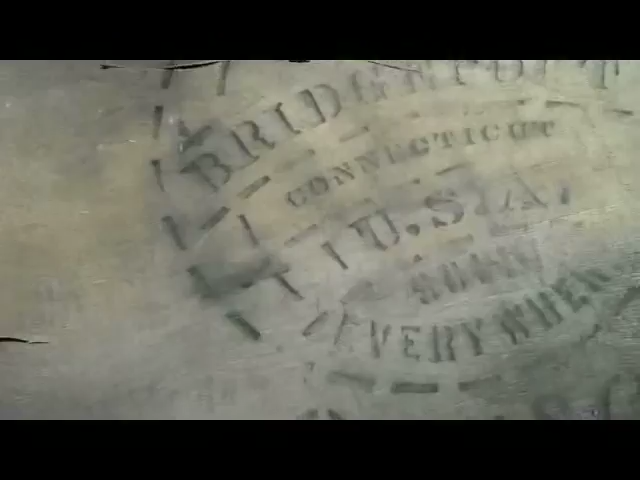 BRIDGEPORT
CONNECTICUT
U.S.A.
SOLD
EVERYWHERE